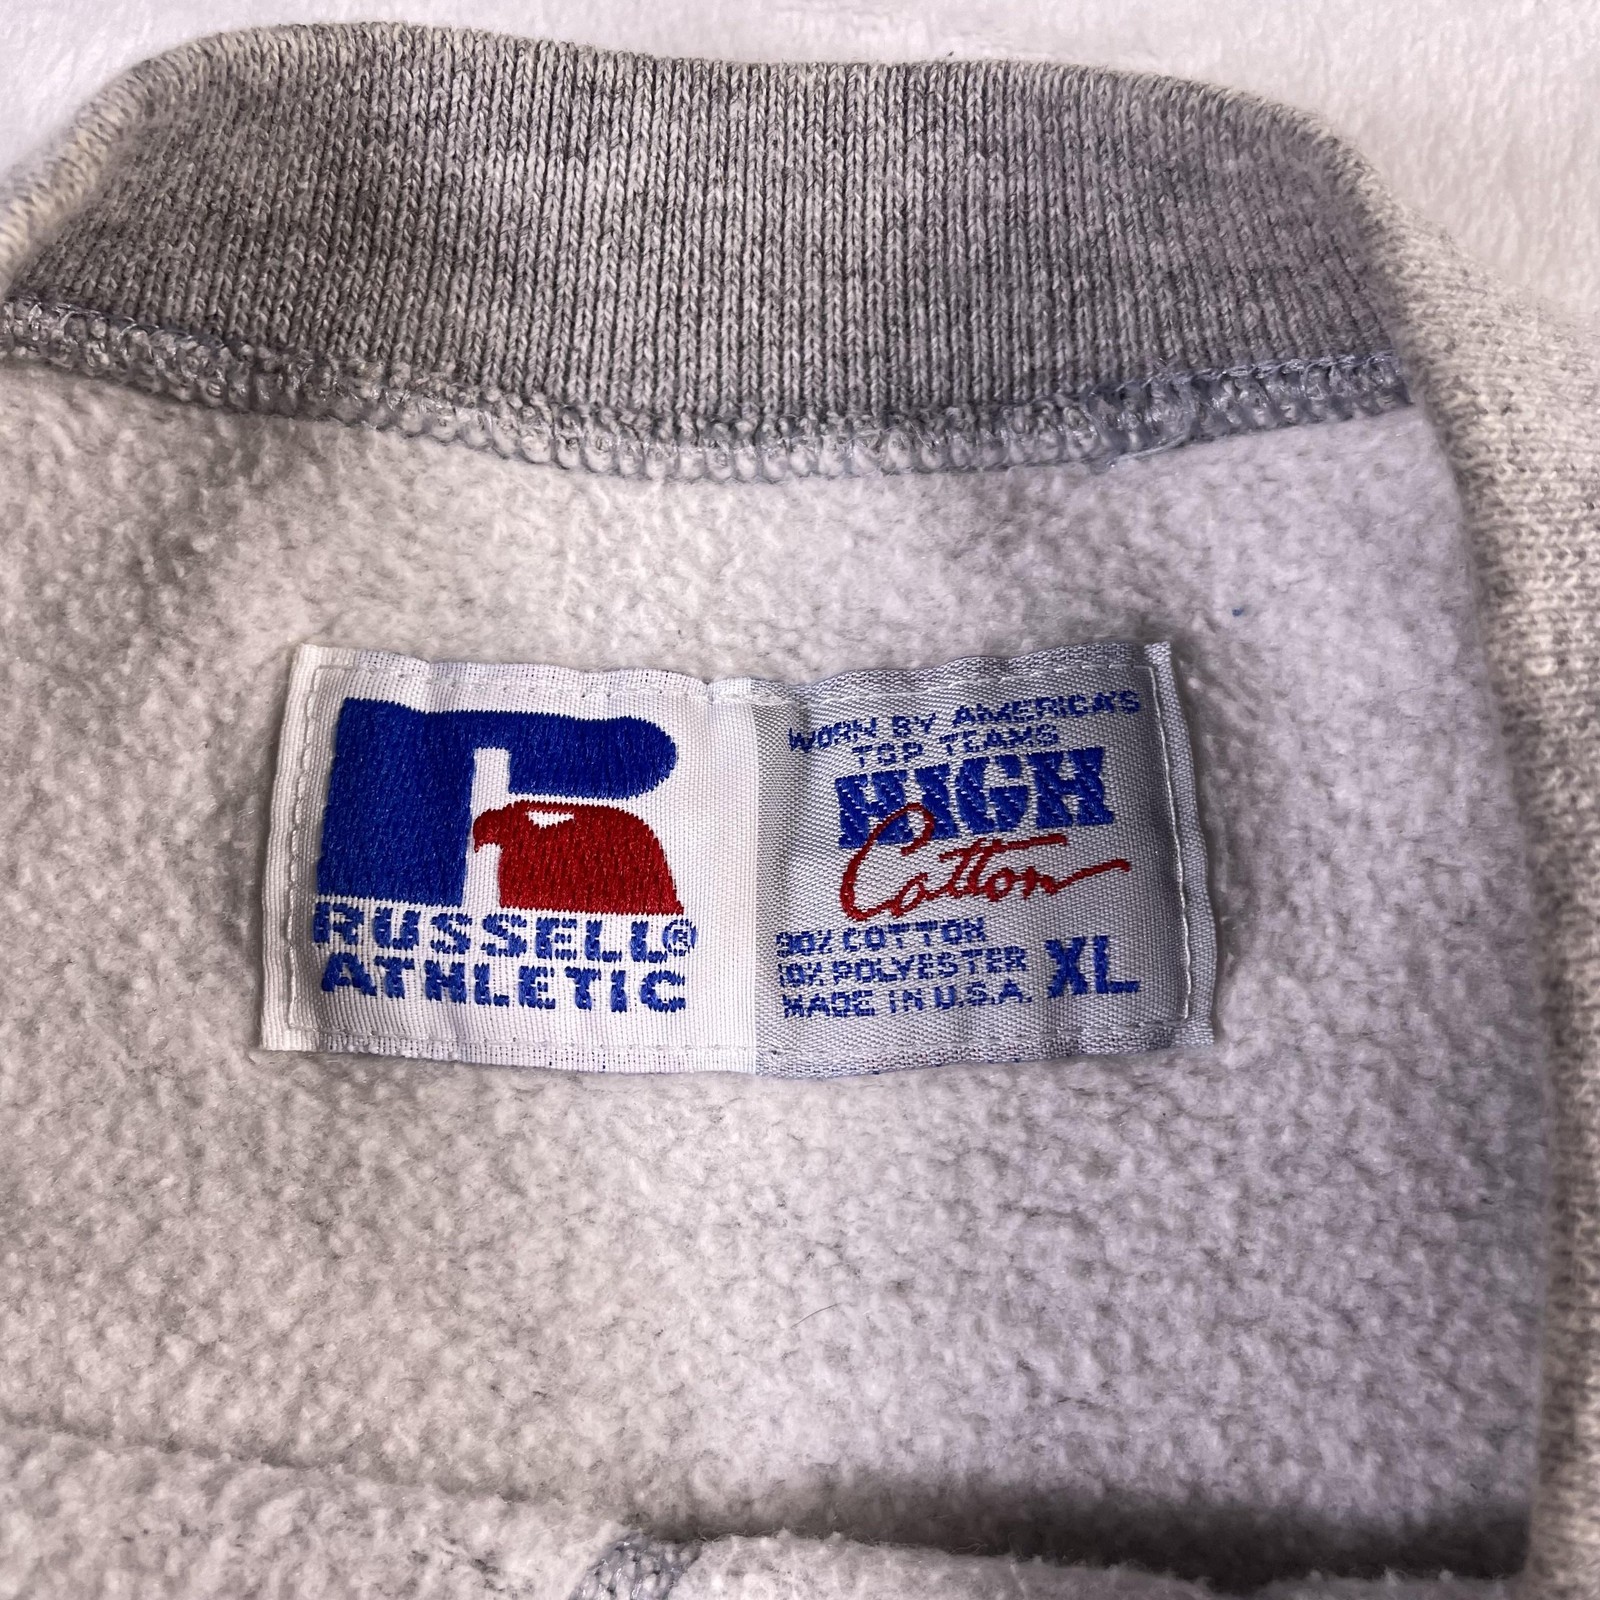 RUSSELL®
ATHLETIC
WORN BY AMERICA'S
TOP TEAMS
HIGH
Cotton
90% COTTON
10% POLYESTER
MADE IN U.S.A.
XL